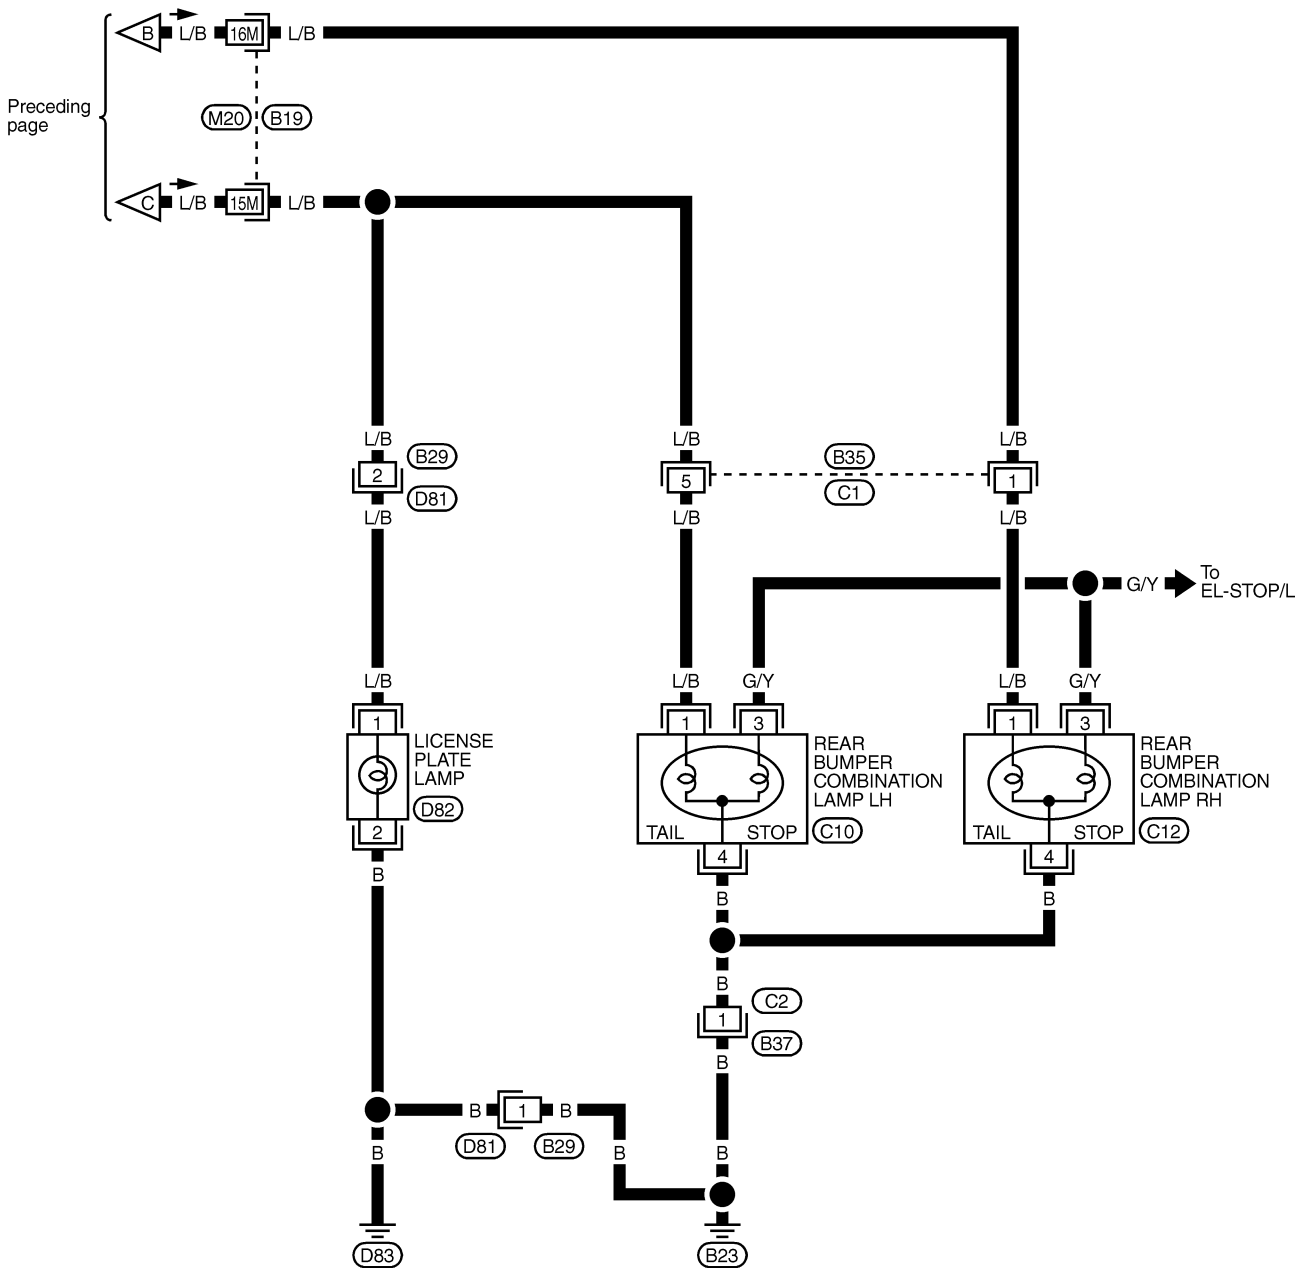 B L/B 16M L/B
Preceding
page
M20 B19
C L/B 15M L/B
L/B L/B L/B
B29 B35
2 5 1
D81 C1
L/B L/B L/B
To
G/Y
EL-STOP/L
L/B L/B G/Y L/B G/Y
1 1 3 1 3
LICENSE
PLATE
LAMP
D82
REAR
BUMPER
COMBINATION
LAMP LH
C10
REAR
BUMPER
COMBINATION
LAMP RH
C12
TAIL STOP TAIL STOP
2 4 4
B B B
B
C2
1
B37
B
B 1 B
D81 B29
B B B
D83 B23